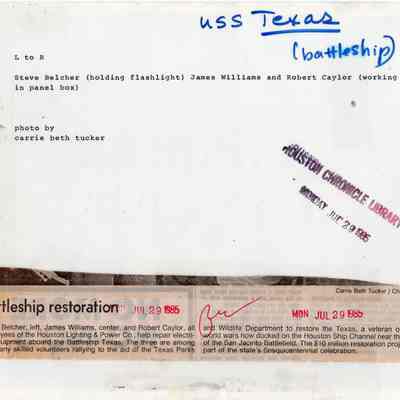 USS Texas
(battleship)
L to R
Steve Belcher (holding flashlight) James Williams and Robert Caylor (working
in panel box)
photo by
carrie beth tucker
HOUSTON CHRONICLE LIBRARY
MONDAY JUL 29 1985
Carrie Beth Tucker / Ch
ttleship restoration
MON JUL 29 1985
MON JUL 29 1985
Belcher, left, James Williams, center, and Robert Caylor, all
yees of the Houston Lighting & Power Co., help repair electri-
uipment aboard the Battleship Texas. The three are among
any skilled volunteers rallying to the aid of the Texas Parks
and Wildlife Department to restore the Texas, a veteran of
world wars now docked on the Houston Ship Channel near th
of the San Jacinto Battlefield. The $10 million restoration proj
part of the state's Sesquicentennial celebration.